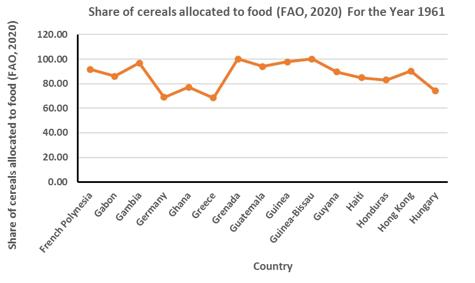 Share of cereals allocated to food (FAO, 2020)  For the Year 1961
Share of cereals allocated to food (FAO, 2020)
120.00
100.00
80.00
60.00
40.00
20.00
0.00
French Polynesia
Gabon
Gambia
Germany
Ghana
Greece
Grenada
Guatemala
Guinea
Guinea-Bissau
Guyana
Haiti
Honduras
Hong Kong
Hungary
Country